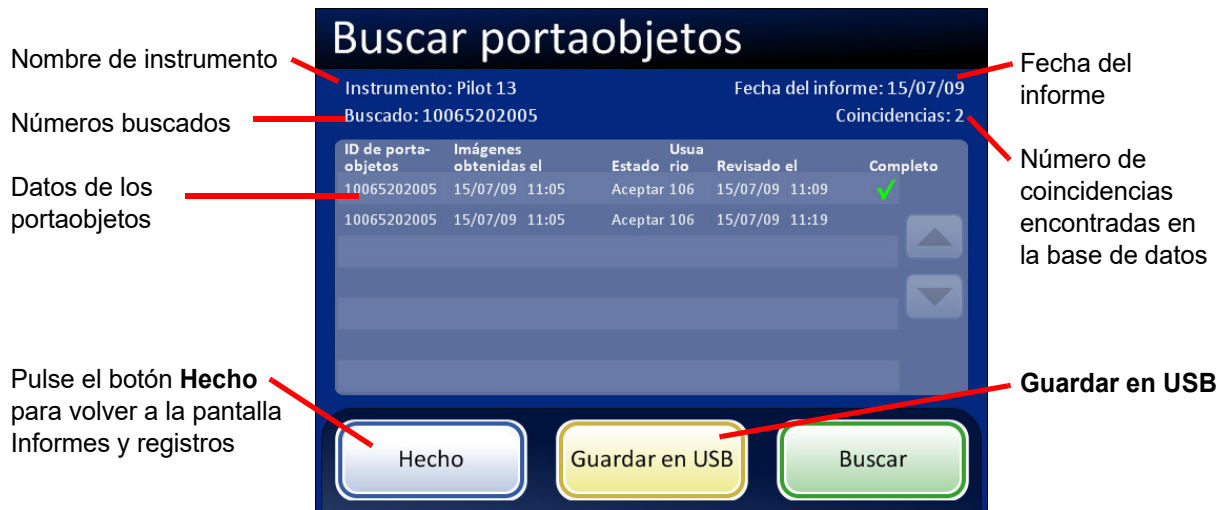 Buscar portaobjetos
Nombre de instrumento
Fecha del
informe
Instrumento: Pilot 13
Fecha del informe: 15/07/09
Números buscados
Buscado: 10065202005
Coincidencias: 2
Número de
coincidencias
encontradas en
la base de datos
Datos de los
portaobjetos
ID de porta-
objetos
Imágenes
obtenidas el
Estado
Usua
rio
Revisado el
Completo
10065202005 15/07/09 11:05 Aceptar 106 15/07/09 11:09
10065202005 15/07/09 11:05 Aceptar 106 15/07/09 11:19
Pulse el botón Hecho
para volver a la pantalla
Informes y registros
Guardar en USB
Hecho
Guardar en USB
Buscar